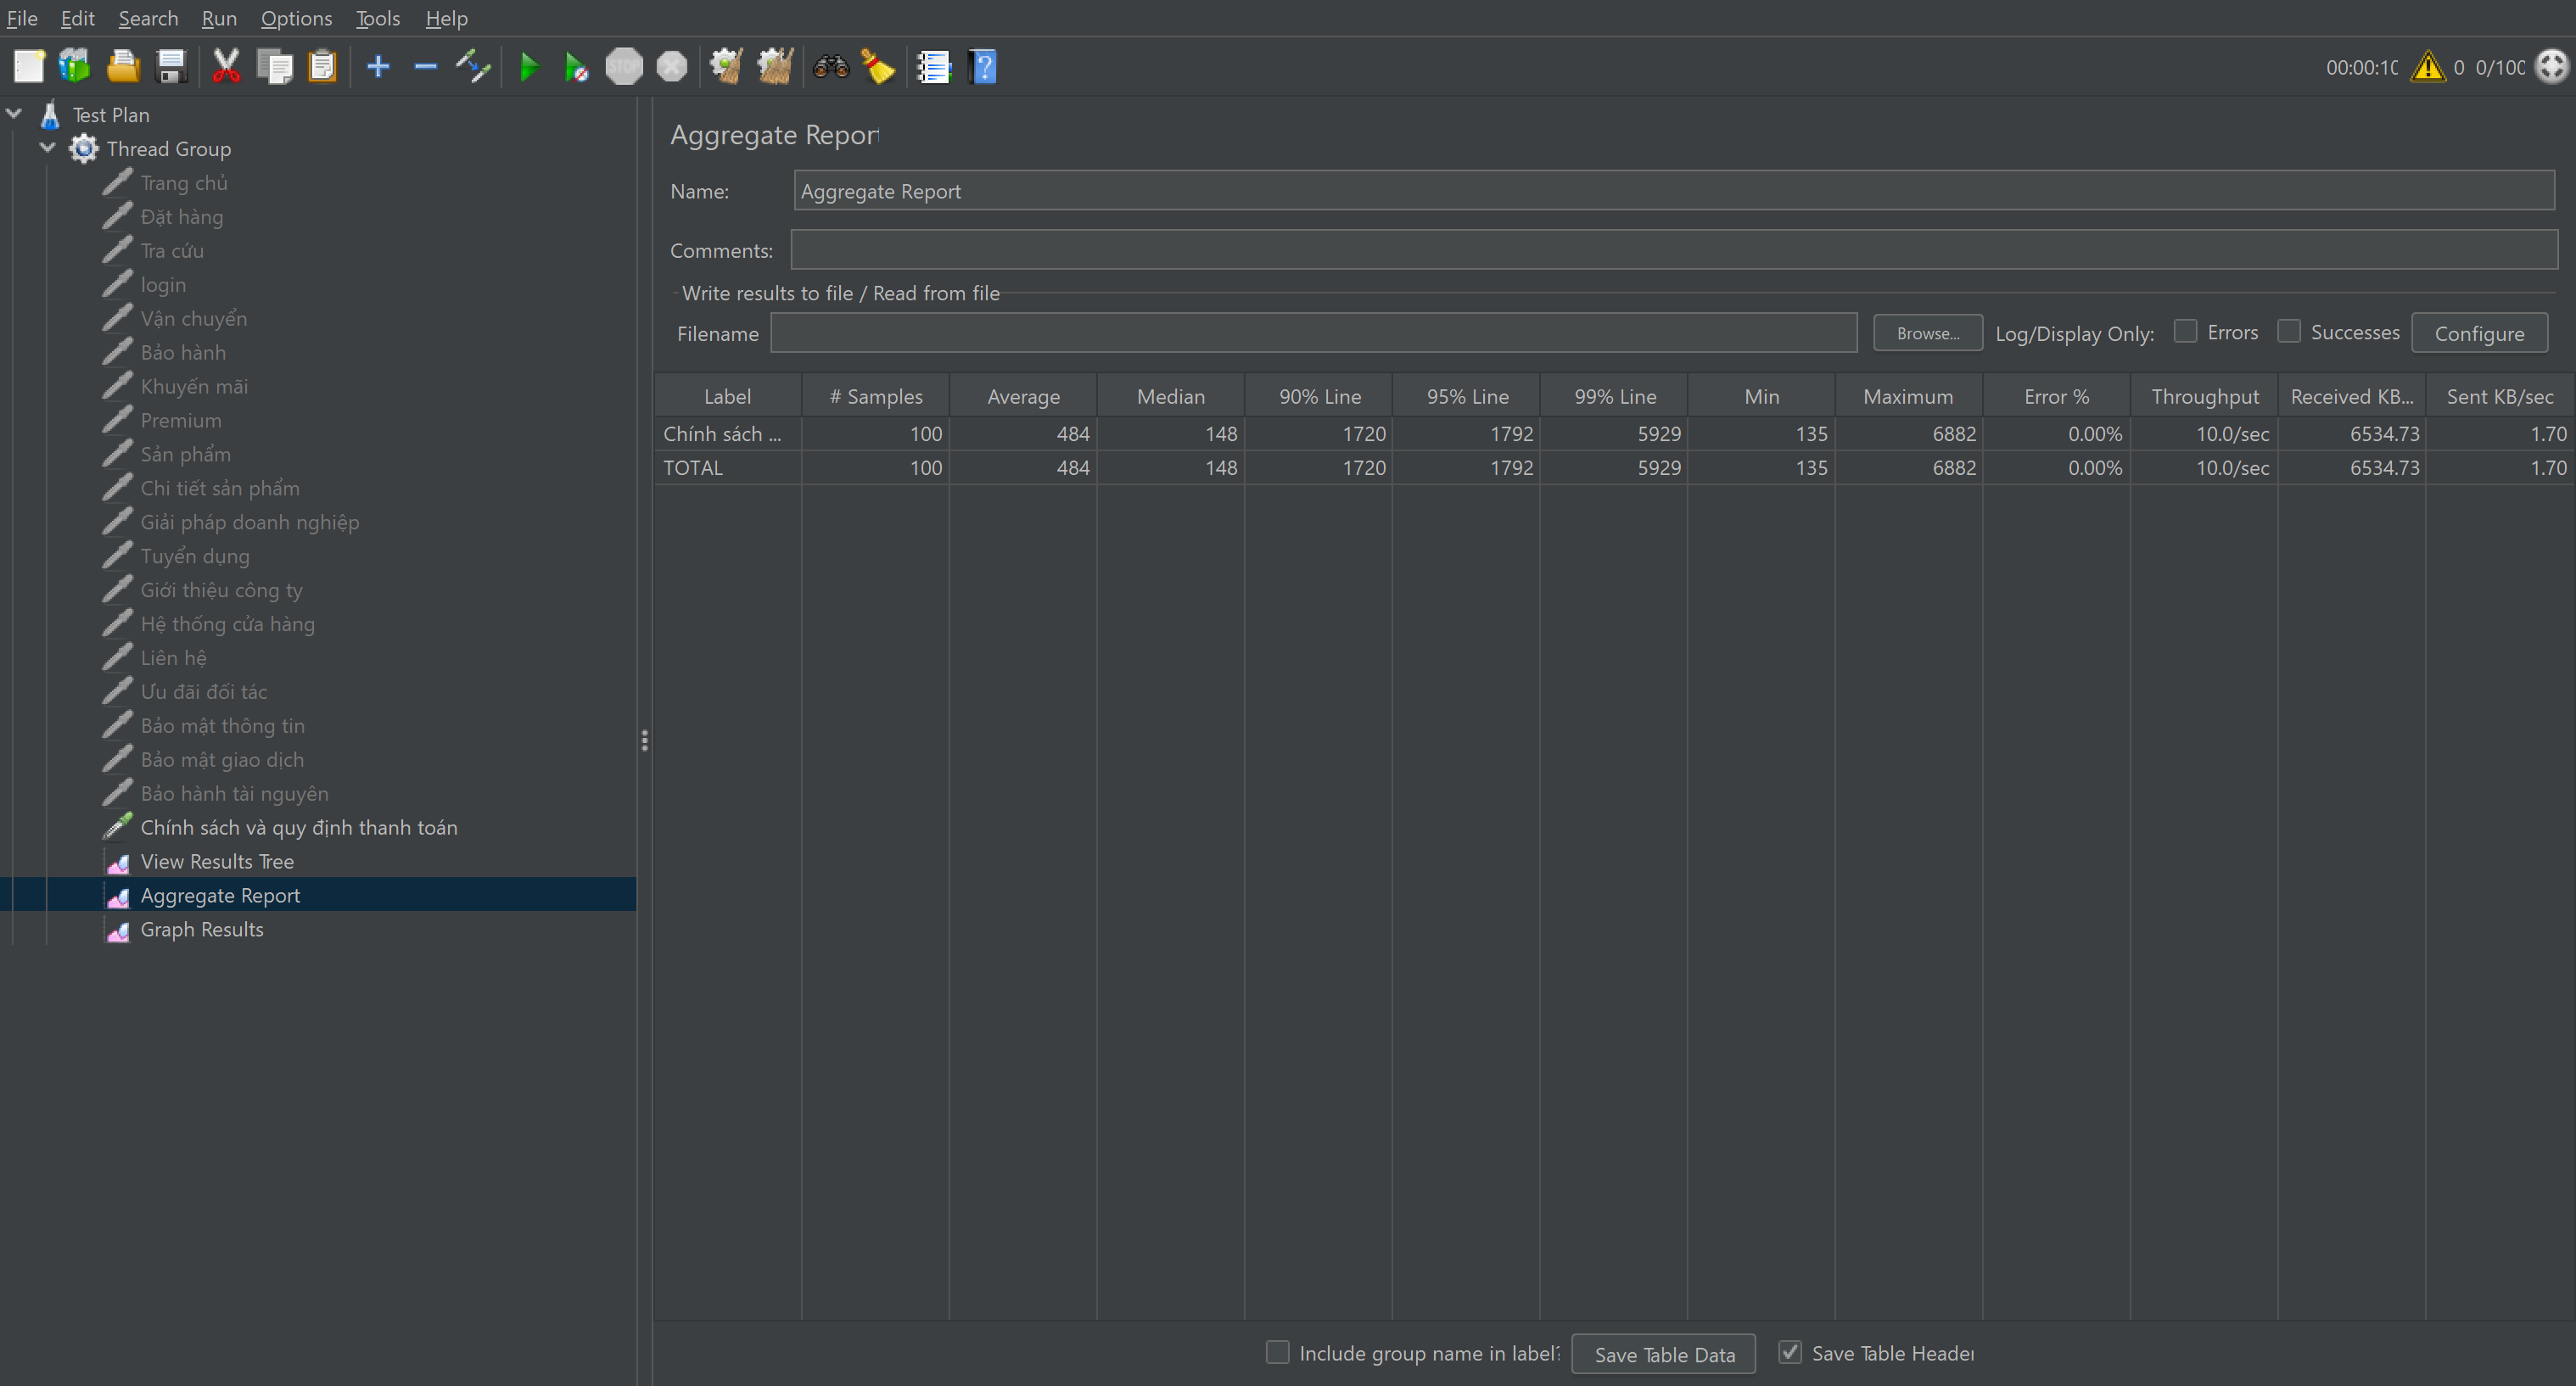 File Edit Search Run Options Tools Help
STOP
00:00:10 0 0/100
Test Plan
Thread Group
Trang chủ
Đặt hàng
Tra cứu
login
Vận chuyển
Bảo hành
Khuyến mãi
Premium
Sản phẩm
Chi tiết sản phẩm
Giải pháp doanh nghiệp
Tuyển dụng
Giới thiệu công ty
Hệ thống cửa hàng
Liên hệ
Ưu đãi đối tác
Bảo mật thông tin
Bảo mật giao dịch
Bảo hành tài nguyên
Chính sách và quy định thanh toán
View Results Tree
Aggregate Report
Graph Results
Aggregate Report
Name: Aggregate Report
Comments:
Write results to file / Read from file
Filename Browse... Log/Display Only: Errors Successes Configure
Label # Samples Average Median 90% Line 95% Line 99% Line Min Maximum Error % Throughput Received KB... Sent KB/sec
Chính sách ... 100 484 148 1720 1792 5929 135 6882 0.00% 10.0/sec 6534.73 1.70
TOTAL 100 484 148 1720 1792 5929 135 6882 0.00% 10.0/sec 6534.73 1.70
Include group name in label? Save Table Data Save Table Header